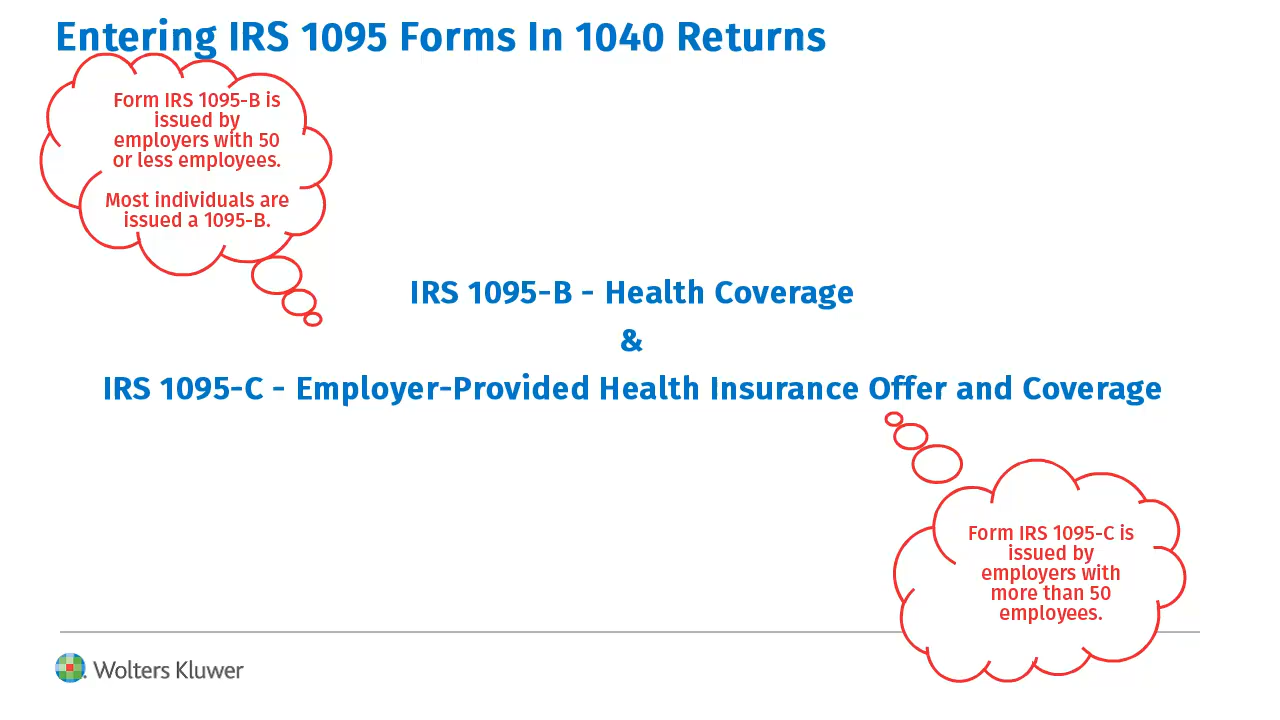 Entering IRS 1095 Forms In 1040 Returns
Form IRS 1095-B is
issued by
employers with 50
or less employees.
Most individuals are
issued a 1095-B.
IRS 1095-B - Health Coverage
&
IRS 1095-C - Employer-Provided Health Insurance Offer and Coverage
Form IRS 1095-C is
issued by
employers with
more than 50
employees.
Wolters Kluwer